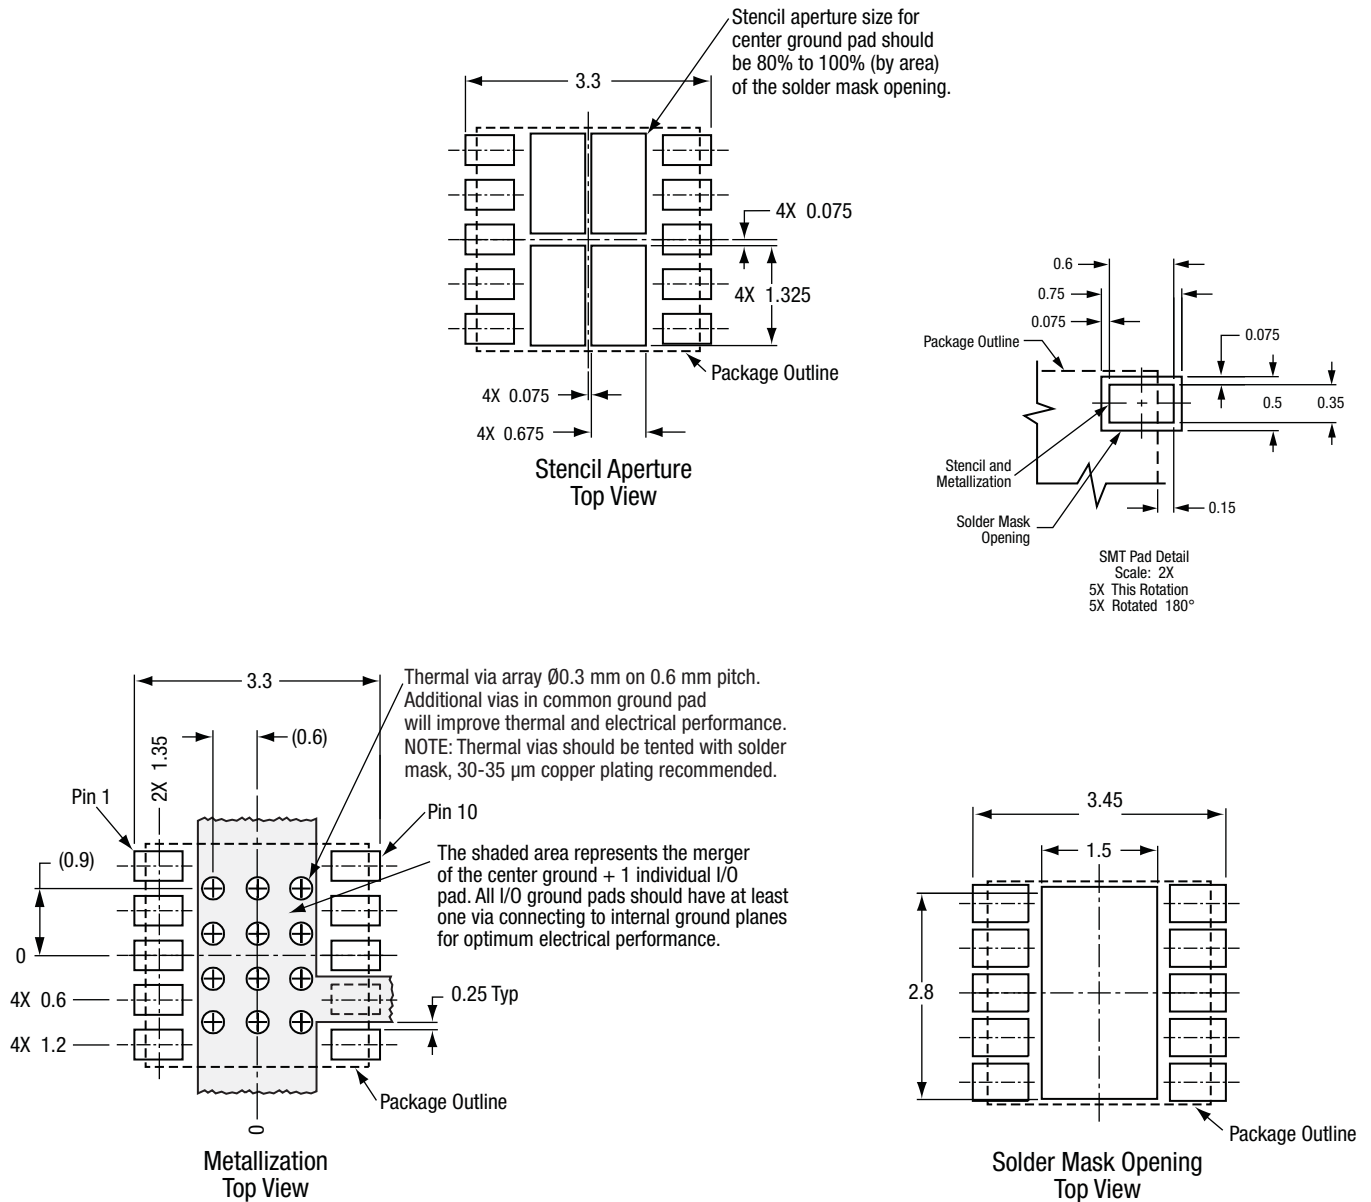 Stencil aperture size for
center ground pad should
be 80% to 100% (by area)
of the solder mask opening.
3.3
4X 0.075
4X 1.325
Package Outline
4X 0.075
4X 0.675
Stencil Aperture
Top View
0.6
0.75
0.075
0.075
Package Outline
0.5
0.35
Stencil and
Metallization
0.15
Solder Mask
Opening
SMT Pad Detail
Scale: 2X
5X This Rotation
5X Rotated 180°
3.3
Thermal via array Ø0.3 mm on 0.6 mm pitch.
Additional vias in common ground pad
will improve thermal and electrical performance.
NOTE: Thermal vias should be tented with solder
mask, 30-35 μm copper plating recommended.
(0.6)
2X 1.35
Pin 1
Pin 10
(0.9)
The shaded area represents the merger
of the center ground + 1 individual I/O
pad. All I/O ground pads should have at least
one via connecting to internal ground planes
for optimum electrical performance.
0
4X 0.6
0.25 Typ
4X 1.2
Package Outline
0
Metallization
Top View
3.45
1.5
2.8
Package Outline
Solder Mask Opening
Top View